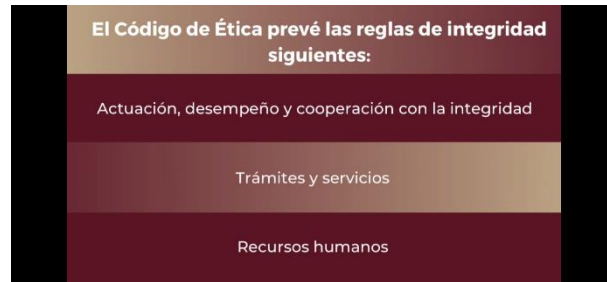 El Código de Ética prevé las reglas de integridad
siguientes:
Actuación, desempeño y cooperación con la integridad
Trámites y servicios
Recursos humanos